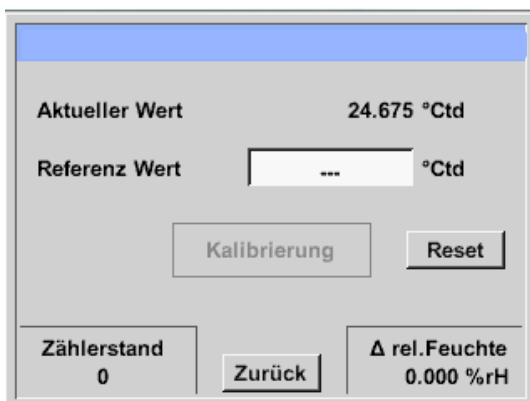 Aktueller Wert 24.675 °Ctd
Referenz Wert --- °Ctd
Kalibrierung Reset
Zählerstand Zurück Δ rel.Feuchte
0 0.000 %rH